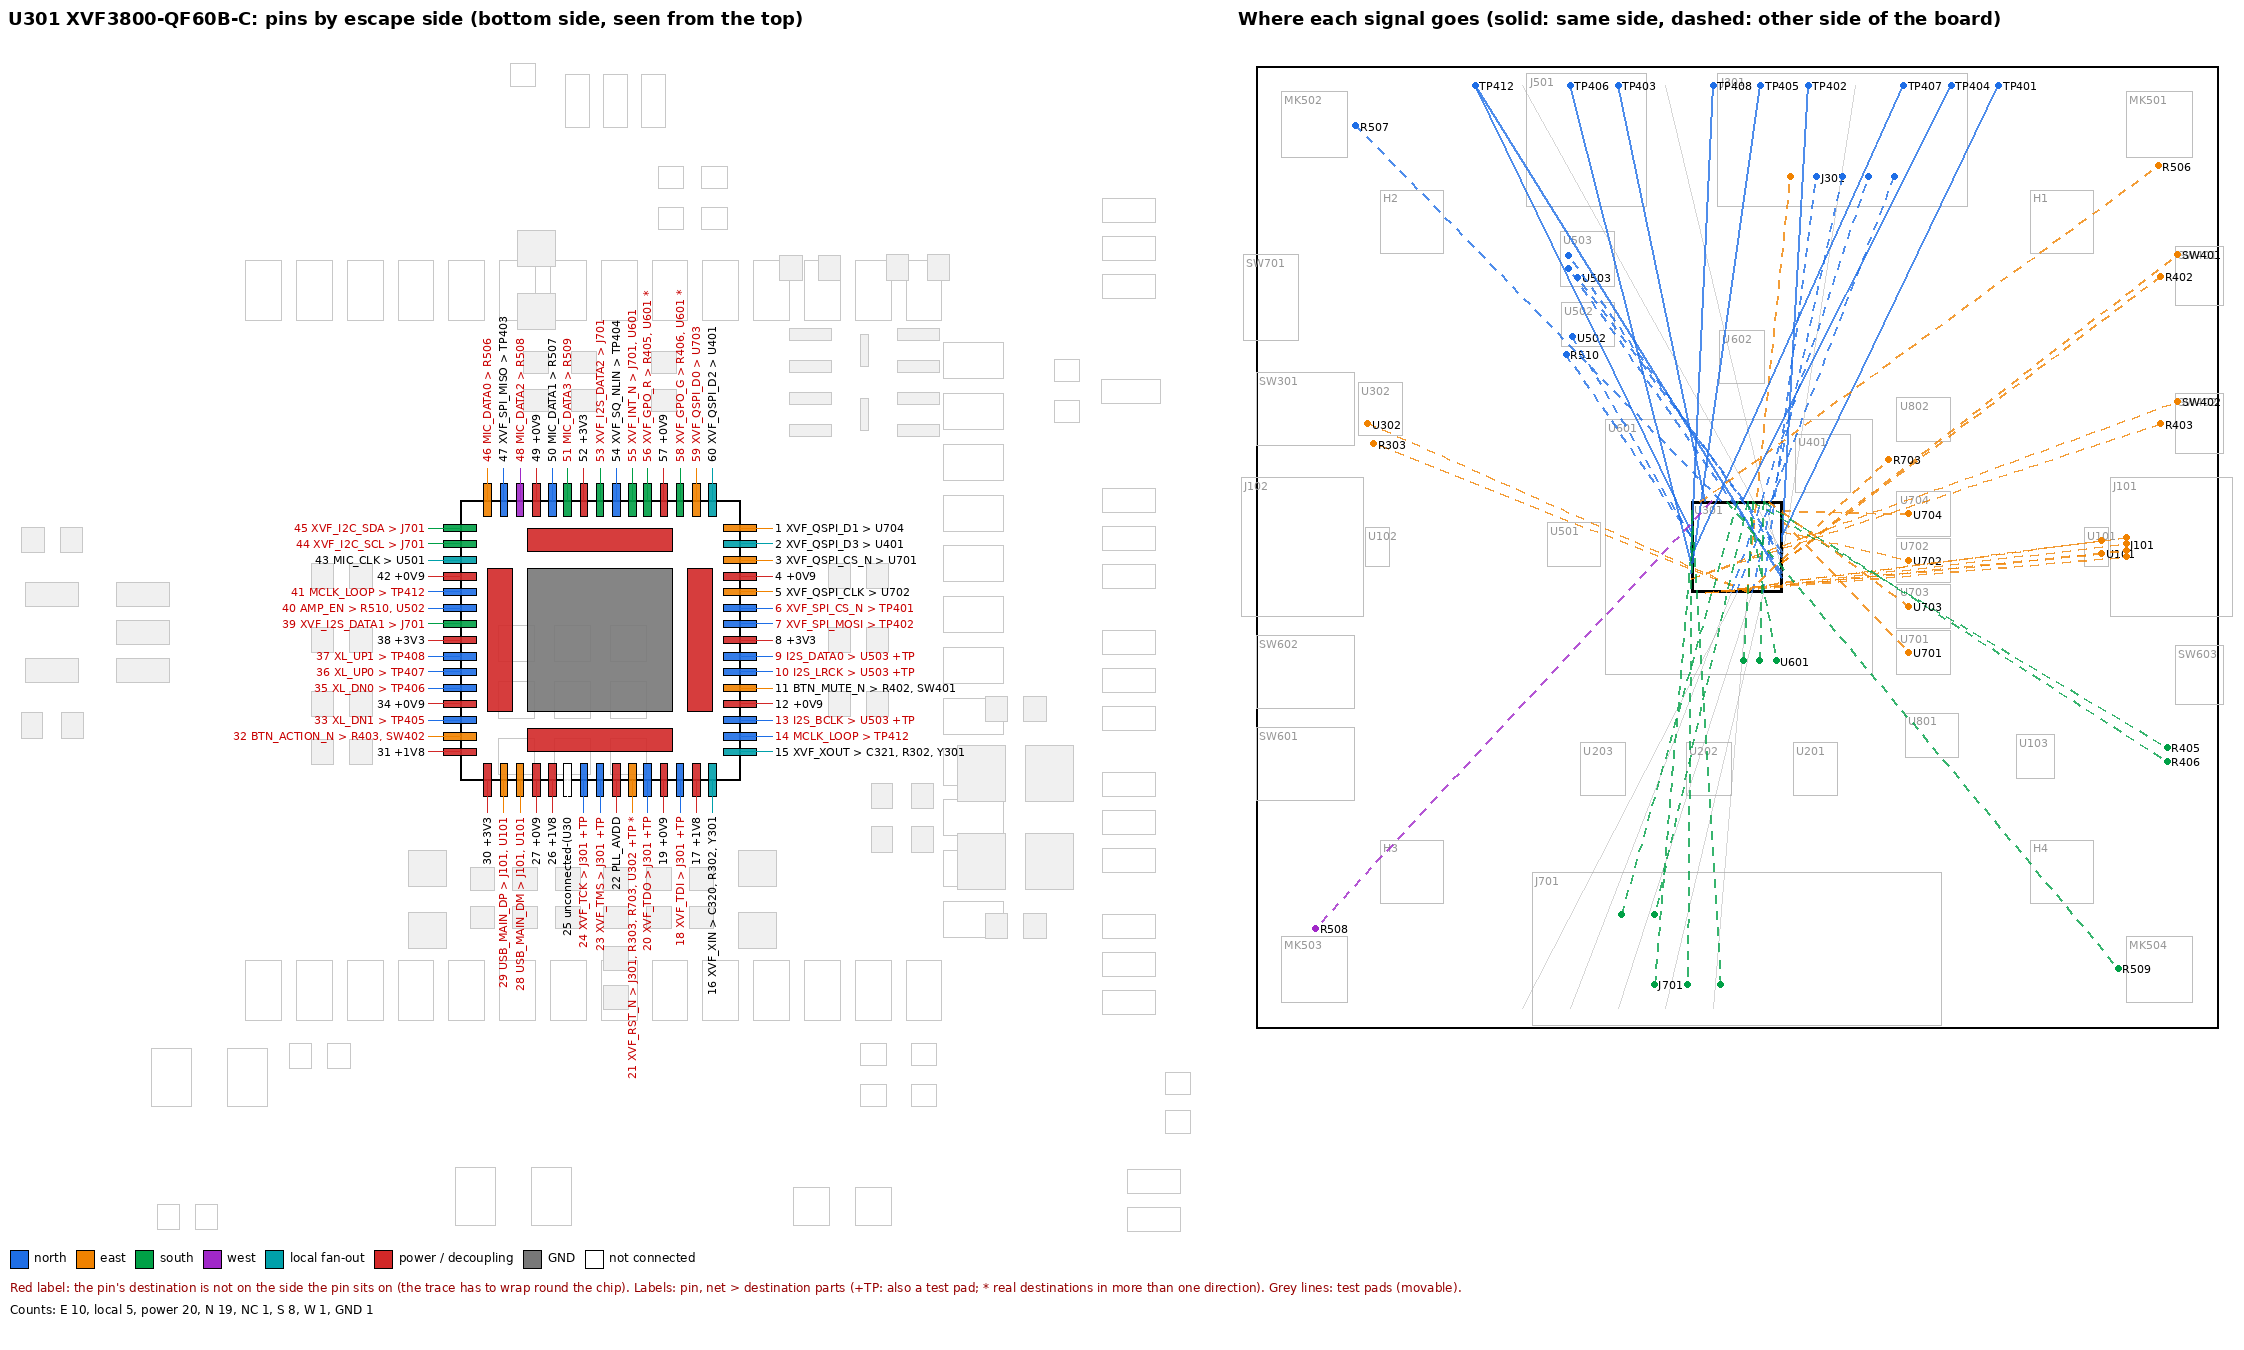 U301 XVF3800-QF60B-C: pins by escape side (bottom side, seen from the top)
46 MIC_DATA0 > R506
47 XVF_SPI_MISO > TP403
48 MIC_DATA2 > R508
49 +0V9
50 MIC_DATA1 > R507
51 MIC_DATA3 > R509
52 +3V3
53 XVF_I2S_DATA2 > J701
54 XVF_SQ_NLIN > TP404
55 XVF_INT_N > J701, U601
56 XVF_GPO_R > R405, U601 *
57 +0V9
58 XVF_GPO_G > R406, U601 *
59 XVF_QSPI_D0 > U703
60 XVF_QSPI_D2 > U401
45 XVF_I2C_SDA > J701
44 XVF_I2C_SCL > J701
43 MIC_CLK > U501
42 +0V9
41 MCLK_LOOP > TP412
40 AMP_EN > R510, U502
39 XVF_I2S_DATA1 > J701
38 +3V3
37 XL_UP1 > TP408
36 XL_UP0 > TP407
35 XL_DN0 > TP406
34 +0V9
33 XL_DN1 > TP405
32 BTN_ACTION_N > R403, SW402
31 +1V8
1 XVF_QSPI_D1 > U704
2 XVF_QSPI_D3 > U401
3 XVF_QSPI_CS_N > U701
4 +0V9
5 XVF_QSPI_CLK > U702
6 XVF_SPI_CS_N > TP401
7 XVF_SPI_MOSI > TP402
8 +3V3
9 I2S_DATA0 > U503 +TP
10 I2S_LRCK > U503 +TP
11 BTN_MUTE_N > R402, SW401
12 +0V9
13 I2S_BCLK > U503 +TP
14 MCLK_LOOP > TP412
15 XVF_XOUT > C321, R302, Y301
30 +3V3
29 USB_MAIN_DP > J101, U101
28 USB_MAIN_DM > J101, U101
27 +0V9
26 +1V8
25 unconnected-(U30
24 XVF_TCK > J301 +TP
23 XVF_TMS > J301 +TP
22 PLL_AVDD
21 XVF_RST_N > J301, R303, R703, U302 +TP *
20 XVF_TDO > J301 +TP
19 +0V9
18 XVF_TDI > J301 +TP
17 +1V8
16 XVF_XIN > C320, R302, Y301
Where each signal goes (solid: same side, dashed: other side of the board)
TP412
J501
TP406
TP403
TP408
TP405
TP402
TP407
TP404
TP401
MK502
MK501
R507
R506
J301
H2
H1
U503
U503
SW701
SW401
R402
U502
U502
R510
U602
SW301
U302
U302
R303
U802
SW402
R403
U601
U401
R703
J102
J101
U301
U704
U704
U102
U501
U702
U702
U101
J101
U703
U703
SW602
U701
U701
SW603
U601
SW601
U203
U202
U201
U801
U103
R405
R406
H3
H4
J701
R508
MK503
MK504
R509
J701
north
east
south
west
local fan-out
power / decoupling
GND
not connected
Red label: the pin's destination is not on the side the pin sits on (the trace has to wrap round the chip). Labels: pin, net > destination parts (+TP: also a test pad; * real destinations in more than one direction). Grey lines: test pads (movable).
Counts: E 10, local 5, power 20, N 19, NC 1, S 8, W 1, GND 1